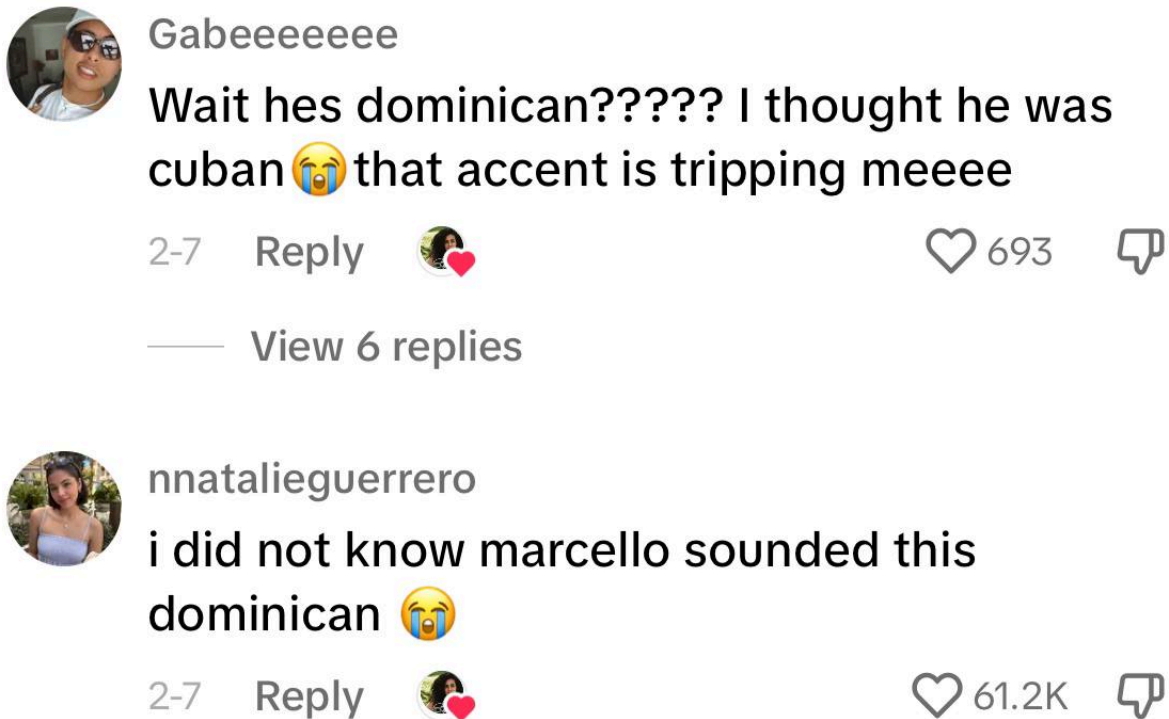 Gabeeeeeee
Wait hes dominican????? I thought he was
cuban😭that accent is tripping meeee
2-7 Reply 693
View 6 replies
nnatalieguerrero
i did not know marcello sounded this
dominican 😭
2-7 Reply 61.2K